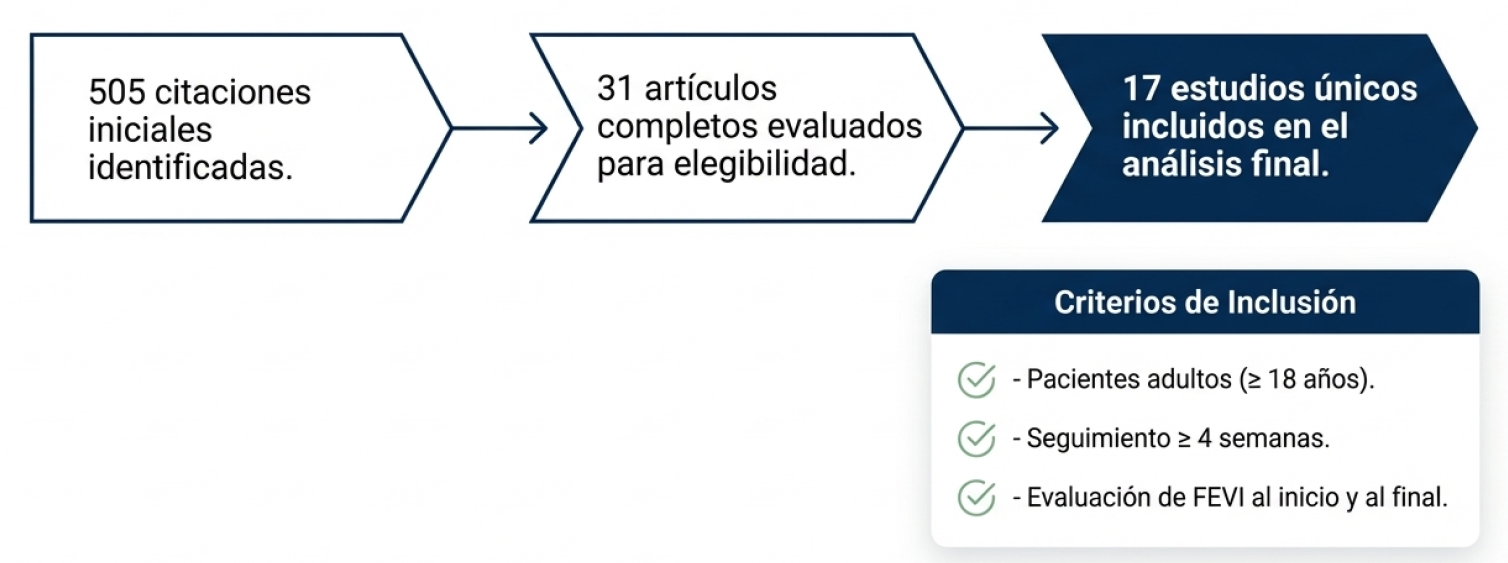 505 citaciones
iniciales
identificadas.
31 artículos
completos evaluados
para elegibilidad.
17 estudios únicos
incluidos en el
análisis final.
Criterios de Inclusión
- Pacientes adultos (≥ 18 años).
- Seguimiento ≥ 4 semanas.
- Evaluación de FEVI al inicio y al final.